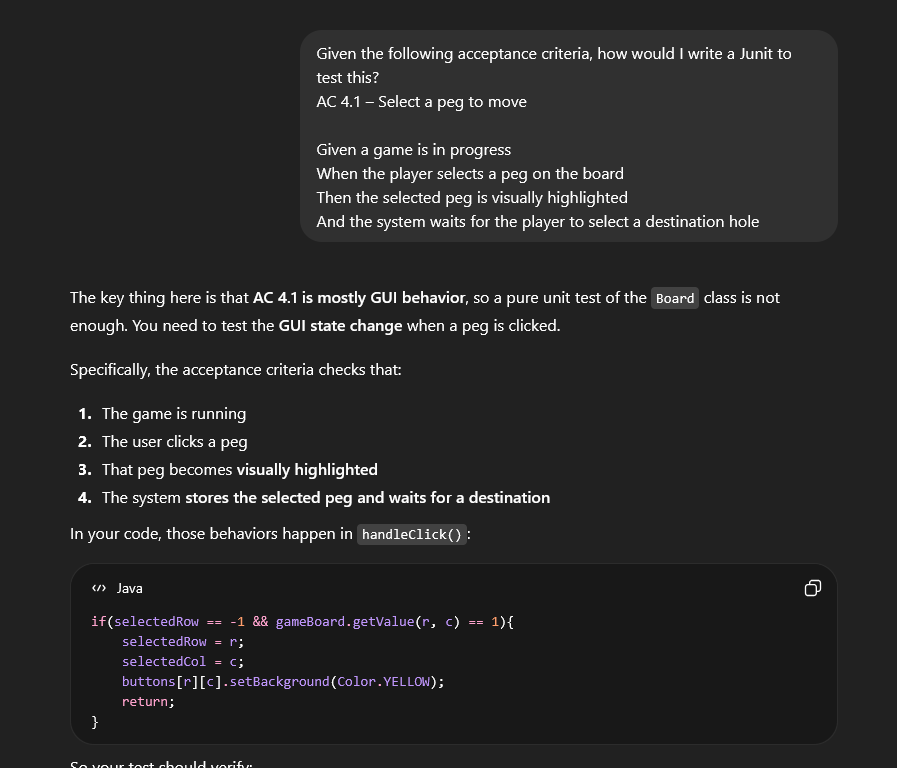 Given the following acceptance criteria, how would I write a Junit to
test this?
AC 4.1 – Select a peg to move
Given a game is in progress
When the player selects a peg on the board
Then the selected peg is visually highlighted
And the system waits for the player to select a destination hole
The key thing here is that AC 4.1 is mostly GUI behavior, so a pure unit test of the Board class is not
enough. You need to test the GUI state change when a peg is clicked.
Specifically, the acceptance criteria checks that:
1. The game is running
2. The user clicks a peg
3. That peg becomes visually highlighted
4. The system stores the selected peg and waits for a destination
In your code, those behaviors happen in handleClick():
</> Java
if(selectedRow == -1 && gameBoard.getValue(r, c) == 1){
    selectedRow = r;
    selectedCol = c;
    buttons[r][c].setBackground(Color.YELLOW);
    return;
}
So your test should verify: